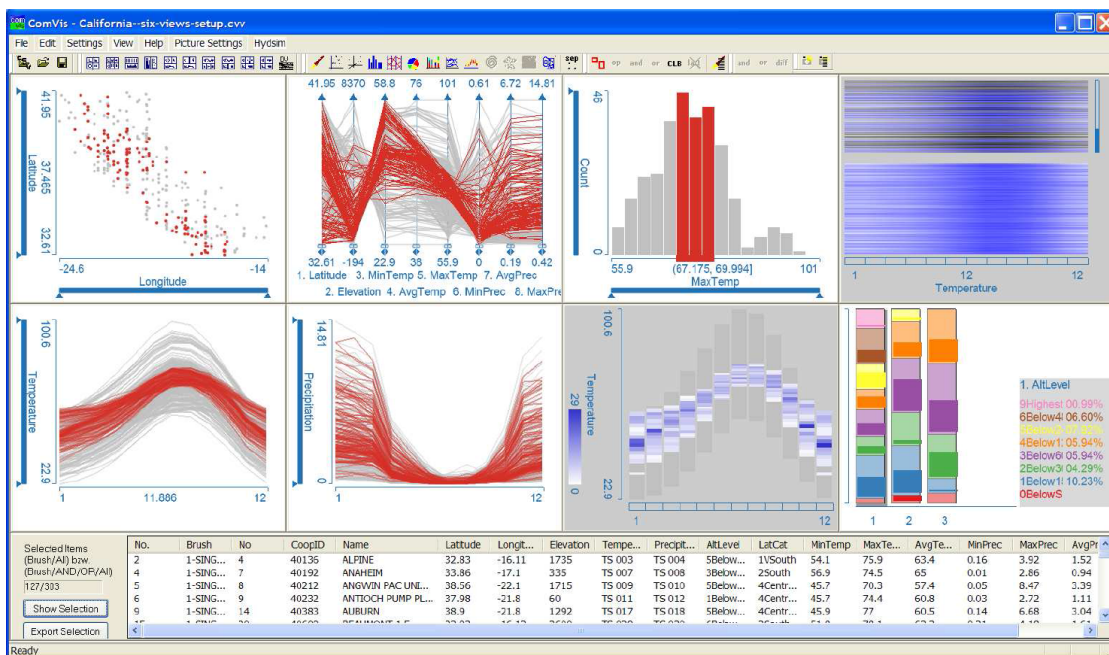 ComVis - California--six-views-setup.cvv
File Edit Settings View Help Picture Settings Hydsim
sep op and or CLB and or diff
41.95
37.465
32.61
Latitude
-24.6 -14
Longitude
41.95 8370 58.8 76 101 0.61 6.72 14.81
32.61 -194 22.9 36 55.9 0 0.19 0.42
1. Latitude 3. MinTemp 5. MaxTemp 7. AvgPrec
2. Elevation 4. AvgTemp 6. MinPrec 8. MaxPre
46
Count
0
55.9 (67.175, 69.994] 101
MaxTemp
1 12 12
Temperature
100.6
Temperature
22.9
1 11.886 12
14.81
Precipitation
0
1 12
100.6
Temperature
29
0
22.9
1 12
1 2 3
1. AltLevel
9Highest 00.99%
6Below4 06.60%
4Below1 05.94%
3Below6 05.94%
2Below3 04.29%
1Below1 10.23%
0BelowS
Selected Items
(Brush/All) bzw.
(Brush/AND/OR/All)
127/303
Show Selection
Export Selection
No. Brush No CoopID Name Latitude Longit... Elevation Tempe... Precipit... AltLevel LatCat MinTemp MaxTe... AvgTe... MinPrec MaxPrec AvgPr
2 1-SING... 4 40136 ALPINE 32.83 -16.11 1735 TS 003 TS 004 5Below... 1VSouth 54.1 75.9 63.4 0.16 3.92 1.52
4 1-SING... 7 40192 ANAHEIM 33.86 -17.1 335 TS 007 TS 008 3Below... 2South 56.9 74.5 65 0.01 2.86 0.94
5 1-SING... 8 40212 ANGWIN PAC UNI... 38.56 -22.1 1715 TS 009 TS 010 5Below... 4Centr... 45.7 70.3 57.4 0.05 8.47 3.39
6 1-SING... 9 40232 ANTIOCH PUMP PL... 37.98 -21.8 60 TS 011 TS 012 1Below... 4Centr... 45.7 74.4 60.8 0.03 2.72 1.11
9 1-SING... 14 40383 AUBURN 38.9 -21.8 1292 TS 017 TS 018 5Below... 4Centr... 45.9 77 60.5 0.14 6.68 3.04
Ready